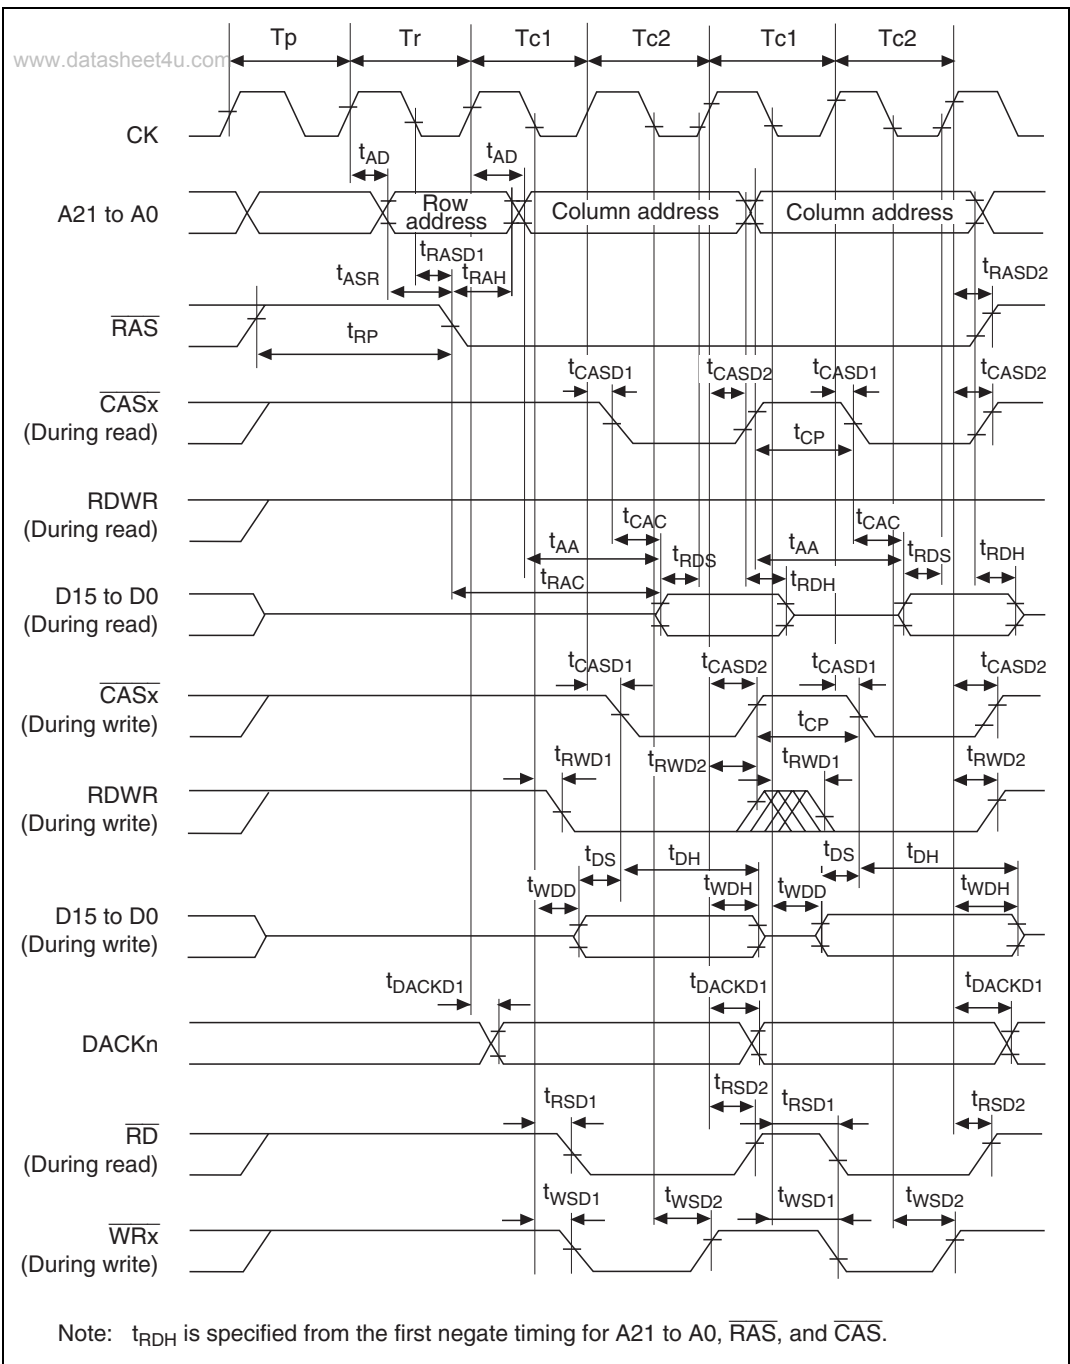 Tp Tr Tc1 Tc2 Tc1 Tc2
www.datasheet4u.com
CK
tAD tAD
A21 to A0 Row address Column address Column address
tRASD1
tASR tRAH tRASD2
RAS
tRP
tCASD1 tCASD2 tCASD1 tCASD2
CASx
(During read)
tCP
RDWR
(During read)
tCAC tCAC
tAA tRDS tAA tRDS tRDH
tRAC tRDH
D15 to D0
(During read)
tCASD1 tCASD2 tCASD1 tCASD2
CASx
(During write)
tCP
tRWD1 tRWD2 tRWD1 tRWD2
RDWR
(During write)
tDS tDH tDS tDH
tWDD tWDH tWDD tWDH
D15 to D0
(During write)
tDACKD1 tDACKD1 tDACKD1
DACKn
tRSD1 tRSD2 tRSD1 tRSD2
RD
(During read)
tWSD1 tWSD2 tWSD1 tWSD2
WRx
(During write)
Note: tRDH is specified from the first negate timing for A21 to A0, RAS, and CAS.